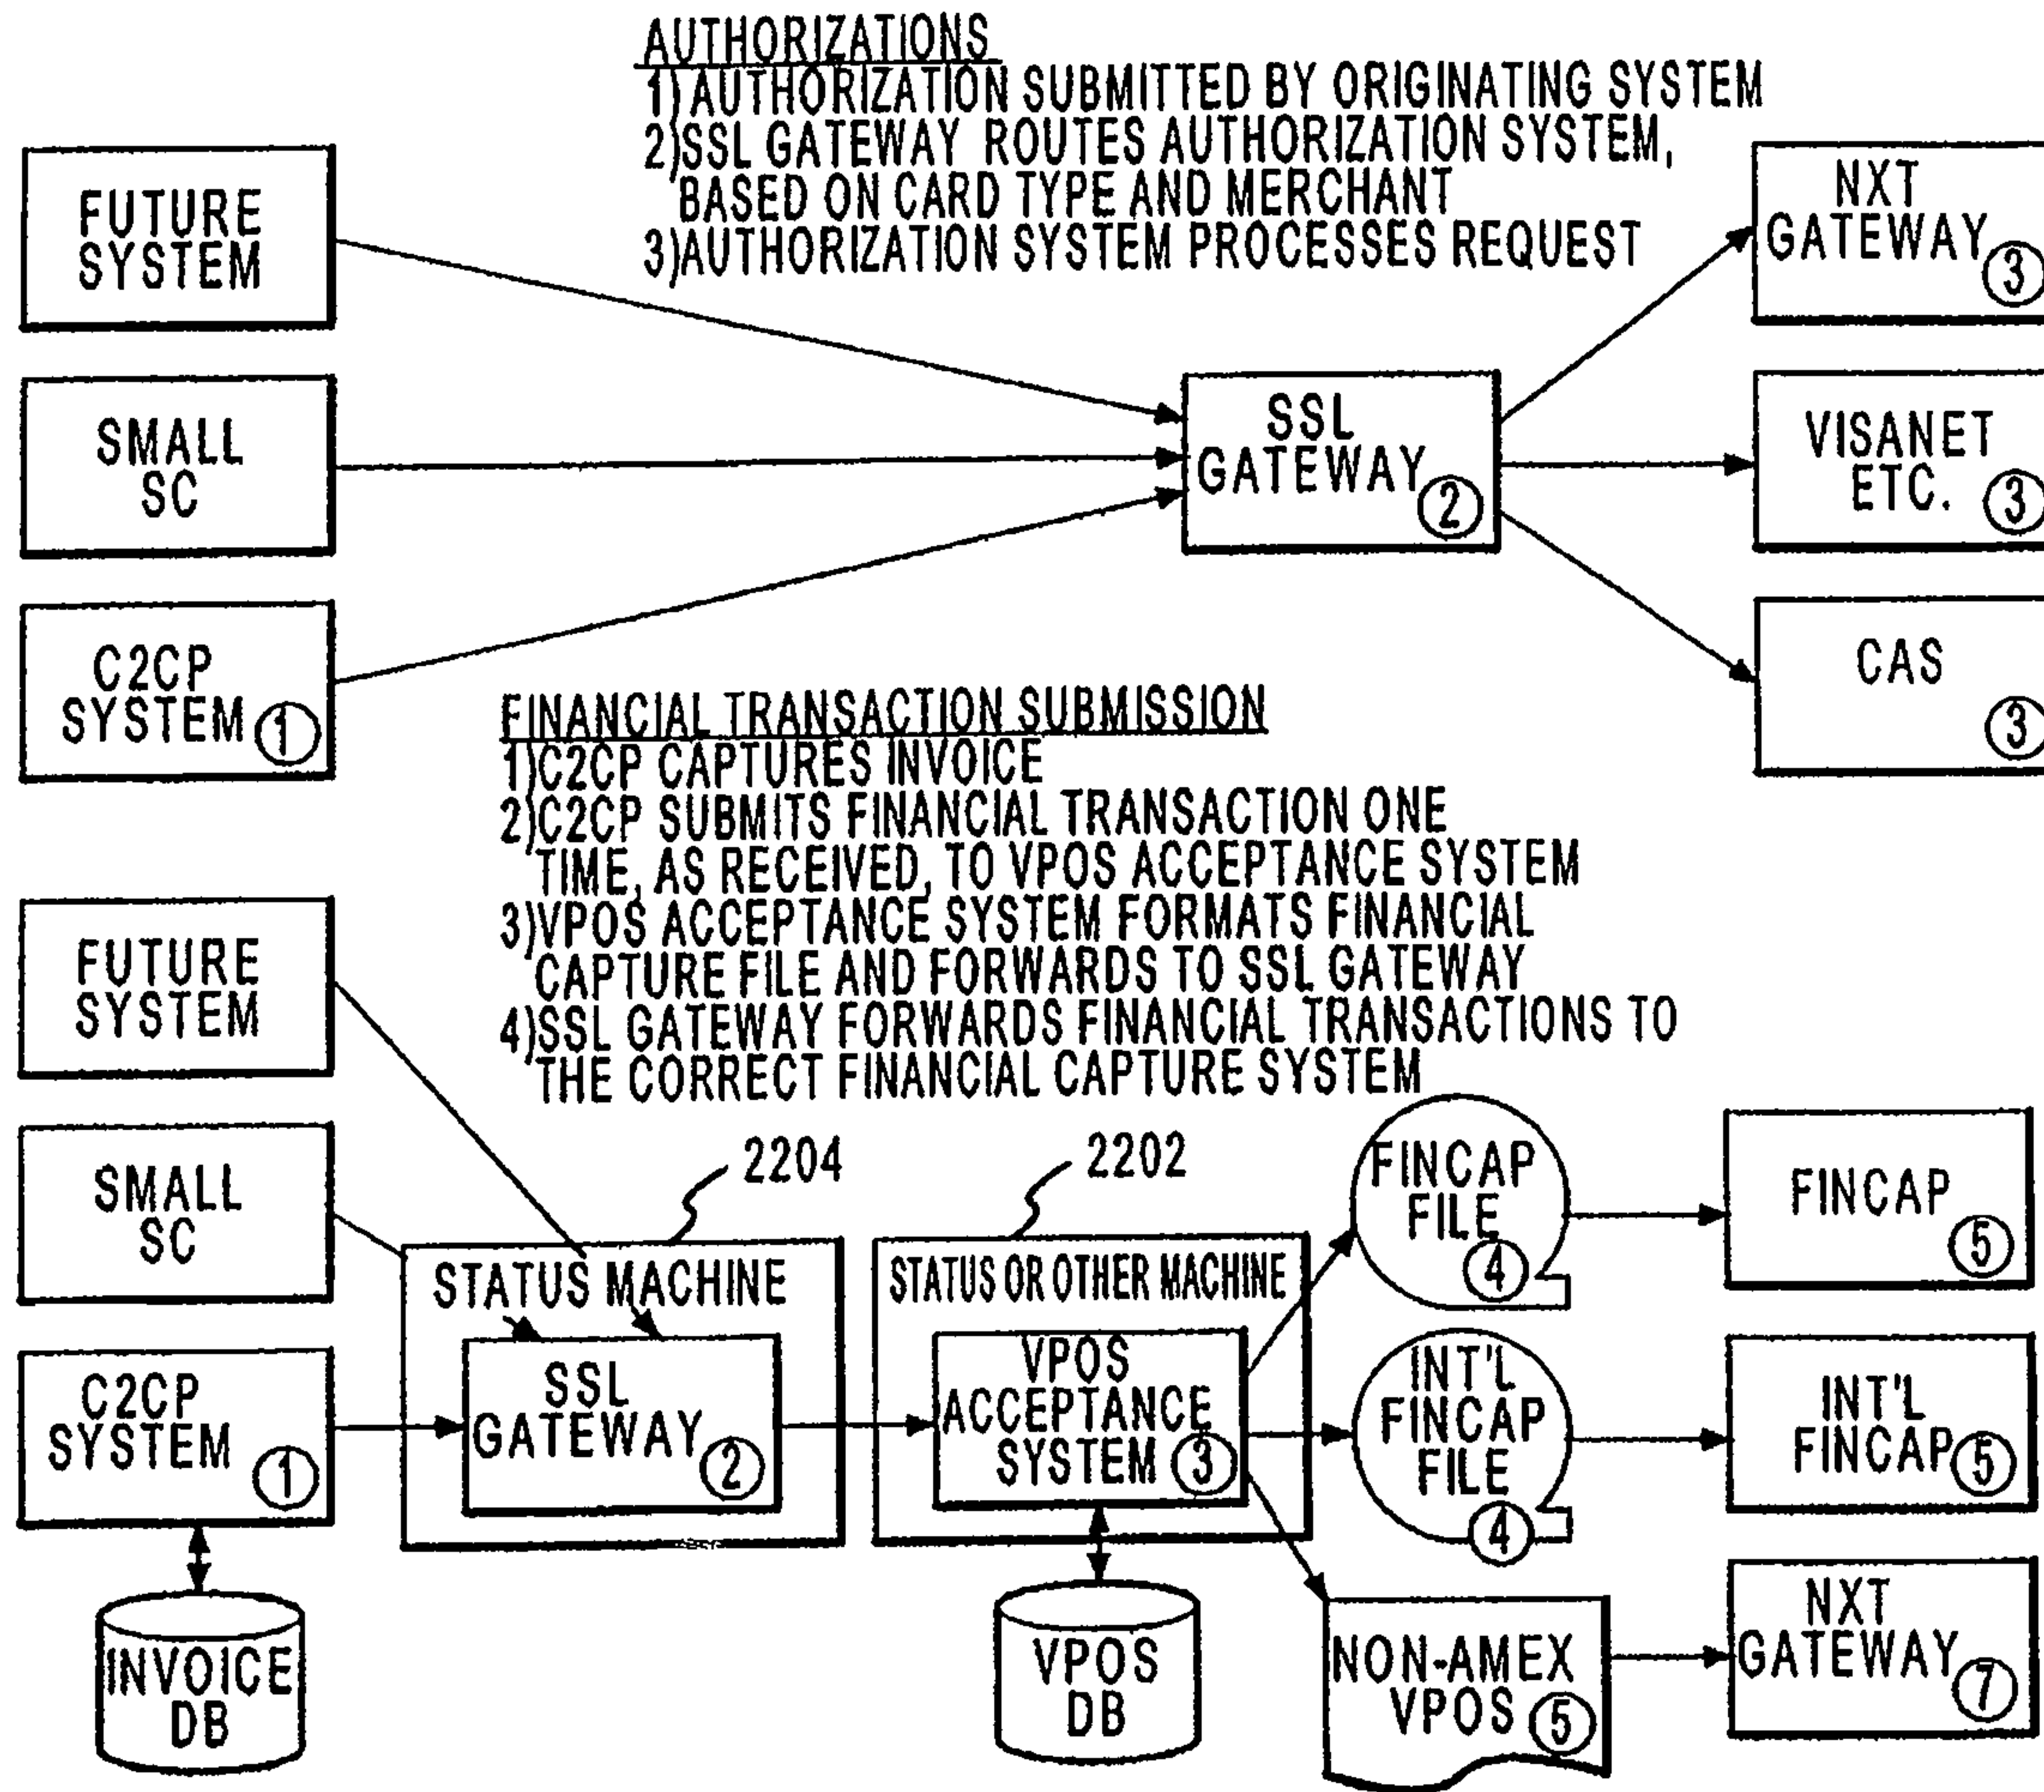 AUTHORIZATIONS
1)AUTHORIZATION SUBMITTED BY ORIGINATING SYSTEM
2)SSL GATEWAY ROUTES AUTHORIZATION SYSTEM,
BASED ON CARD TYPE AND MERCHANT
3)AUTHORIZATION SYSTEM PROCESSES REQUEST
FUTURE
SYSTEM
SMALL
SC
C2CP
SYSTEM 1
SSL
GATEWAY 2
NXT
GATEWAY
3
VISANET
ETC. 3
CAS
3
FINANCIAL TRANSACTION SUBMISSION
1)C2CP CAPTURES INVOICE
2)C2CP SUBMITS FINANCIAL TRANSACTION ONE
TIME, AS RECEIVED, TO VPOS ACCEPTANCE SYSTEM
3)VPOS ACCEPTANCE SYSTEM FORMATS FINANCIAL
CAPTURE FILE AND FORWARDS TO SSL GATEWAY
4)SSL GATEWAY FORWARDS FINANCIAL TRANSACTIONS TO
THE CORRECT FINANCIAL CAPTURE SYSTEM
FUTURE
SYSTEM
SMALL
SC
C2CP
SYSTEM
1
INVOICE
DB
2204
STATUS MACHINE
SSL
GATEWAY 2
2202
STATUS OR OTHER MACHINE
VPOS
ACCEPTANCE
SYSTEM 3
VPOS
DB
FINCAP
FILE
4
INT'L
FINCAP
FILE
4
NON-AMEX
VPOS 5
FINCAP
5
INT'L
FINCAP 5
NXT
GATEWAY
7